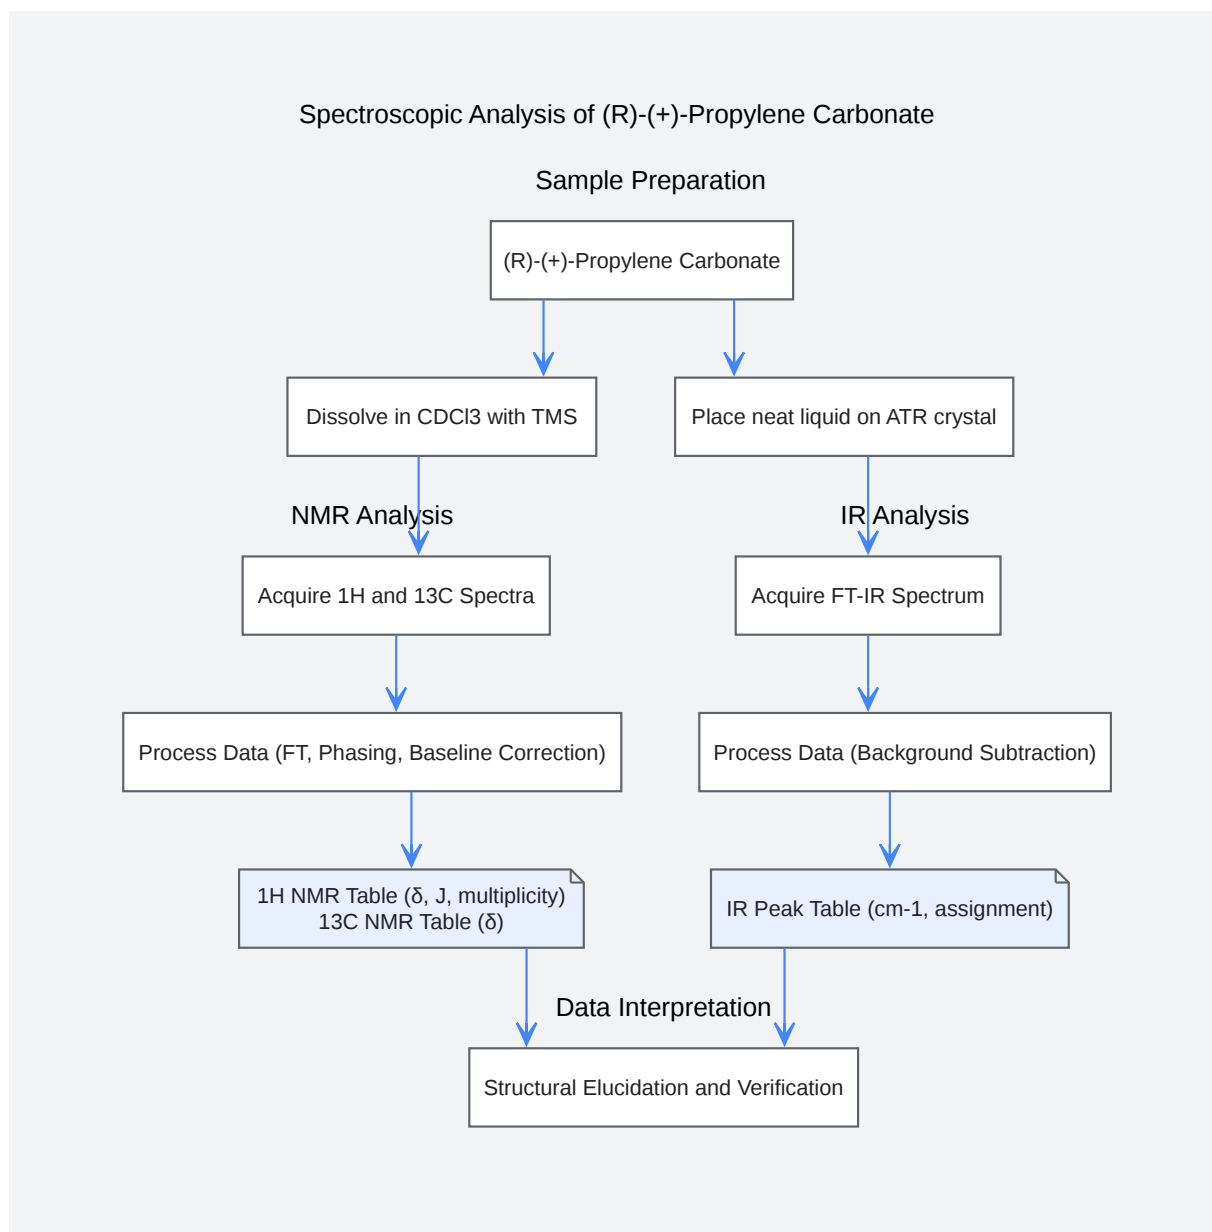 Spectroscopic Analysis of (R)-(+)-Propylene Carbonate
Sample Preparation
(R)-(+)-Propylene Carbonate
Dissolve in CDCl3 with TMS
Place neat liquid on ATR crystal
NMR Analysis
IR Analysis
Acquire 1H and 13C Spectra
Acquire FT-IR Spectrum
Process Data (FT, Phasing, Baseline Correction)
Process Data (Background Subtraction)
1H NMR Table (δ, J, multiplicity)
13C NMR Table (δ)
IR Peak Table (cm-1, assignment)
Data Interpretation
Structural Elucidation and Verification